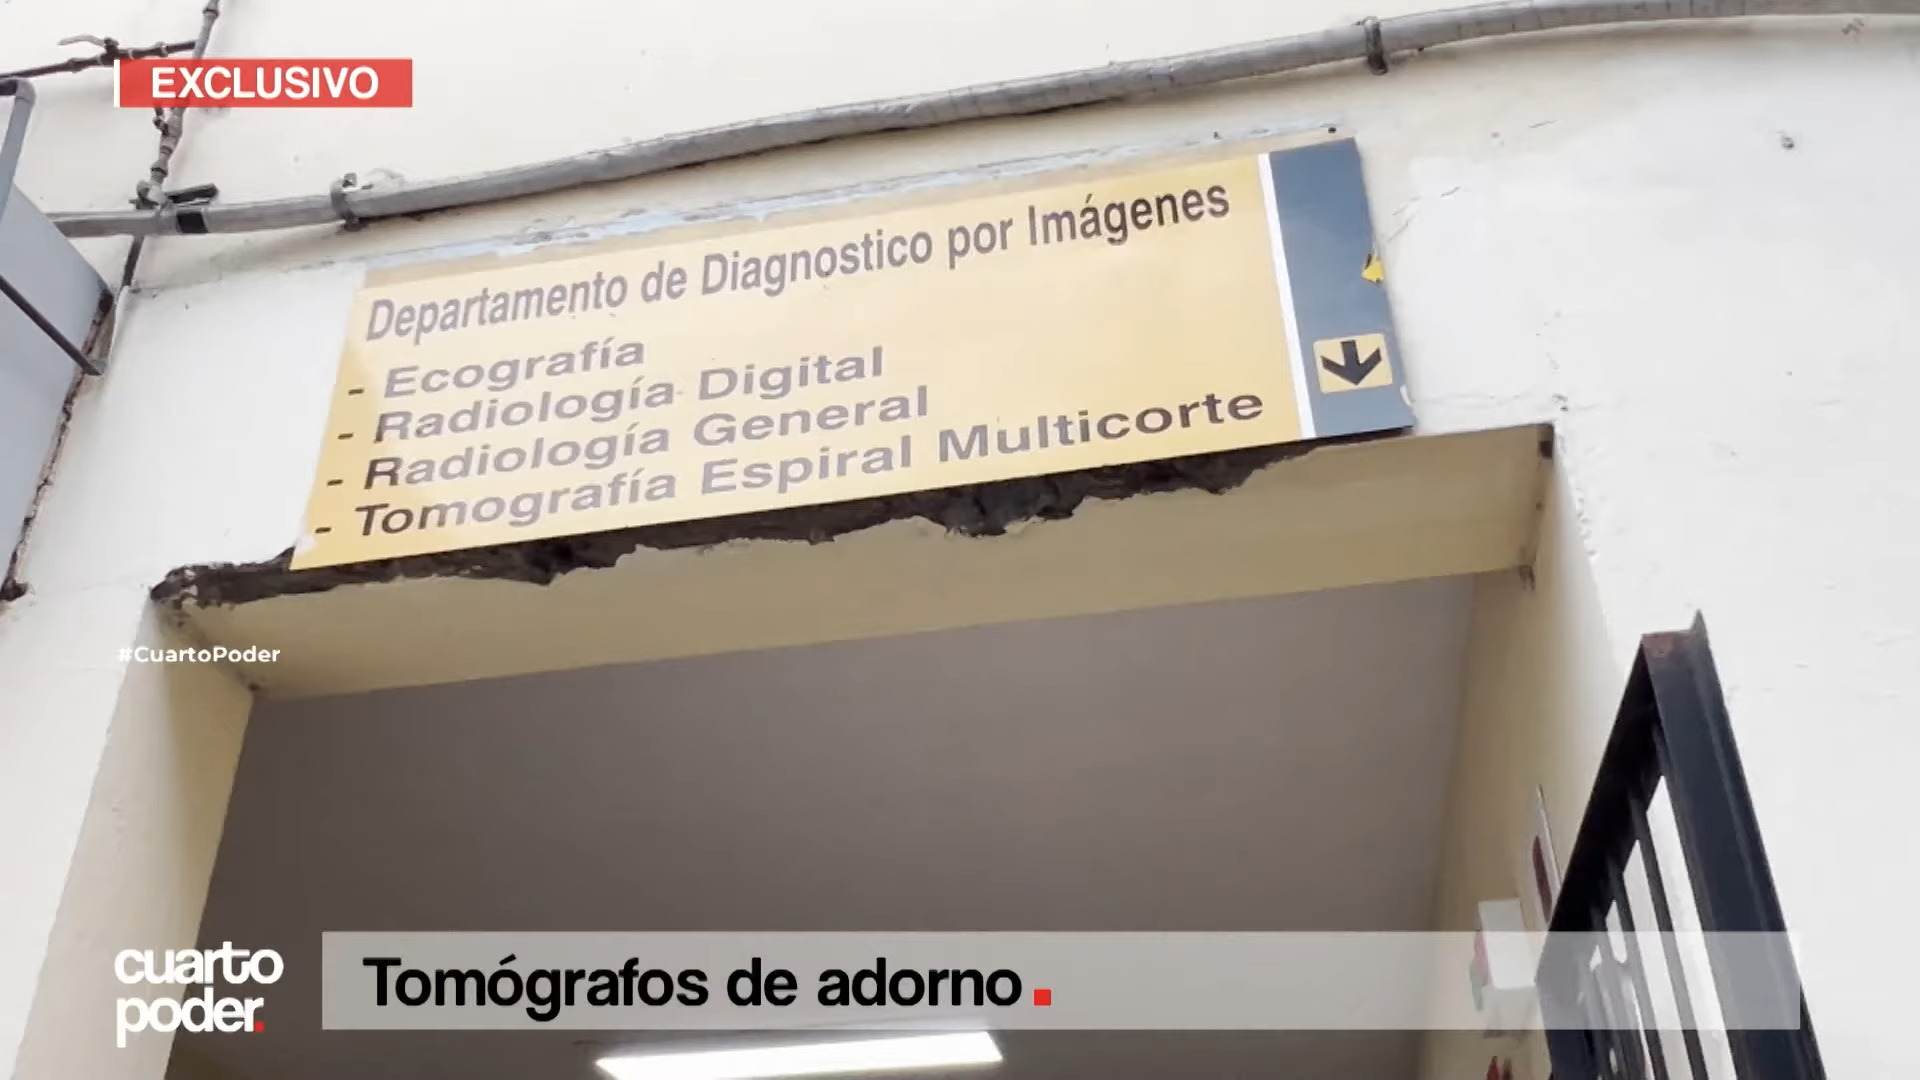 EXCLUSIVO
Departamento de Diagnostico por Imágenes
- Ecografía
- Radiología Digital
- Radiología General
- Tomografía Espiral Multicorte
#CuartoPoder
cuarto
poder.
Tomógrafos de adorno.